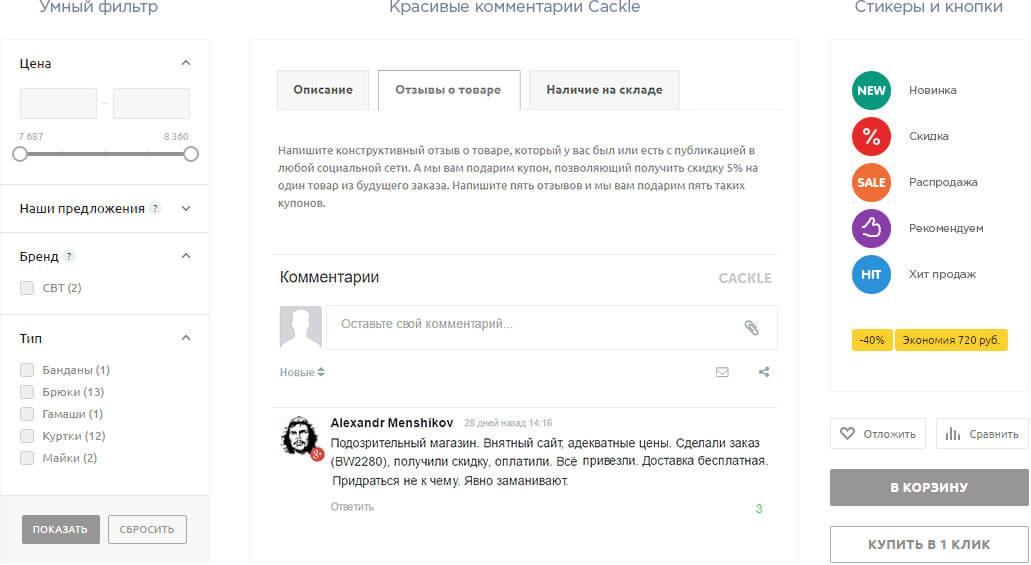 Умный фильтр
Цена
–
7 687 8 360
Наши предложения ?
Бренд ?
СВТ (2)
Тип
Банданы (1)
Брюки (13)
Гамаши (1)
Куртки (12)
Майки (2)
ПОКАЗАТЬ СБРОСИТЬ
Красивые комментарии Cackle
Описание Отзывы о товаре Наличие на складе
Напишите конструктивный отзыв о товаре, который у вас был или есть с публикацией в
любой социальной сети. А мы вам подарим купон, позволяющий получить скидку 5% на
один товар из будущего заказа. Напишите пять отзывов и мы вам подарим пять таких
купонов.
Комментарии CACKLE
Оставьте свой комментарий...
Новые
Alexandr Menshikov 28 дней назад 14:16
Подозрительный магазин. Внятный сайт, адекватные цены. Сделали заказ
(BW2280), получили скидку, оплатили. Всё привезли. Доставка бесплатная.
Придраться не к чему. Явно заманивают.
g+
Ответить 3
Стикеры и кнопки
NEW Новинка
% Скидка
SALE Распродажа
Рекомендуем
HIT Хит продаж
-40% Экономия 720 руб.
Отложить Сравнить
В КОРЗИНУ
КУПИТЬ В 1 КЛИК